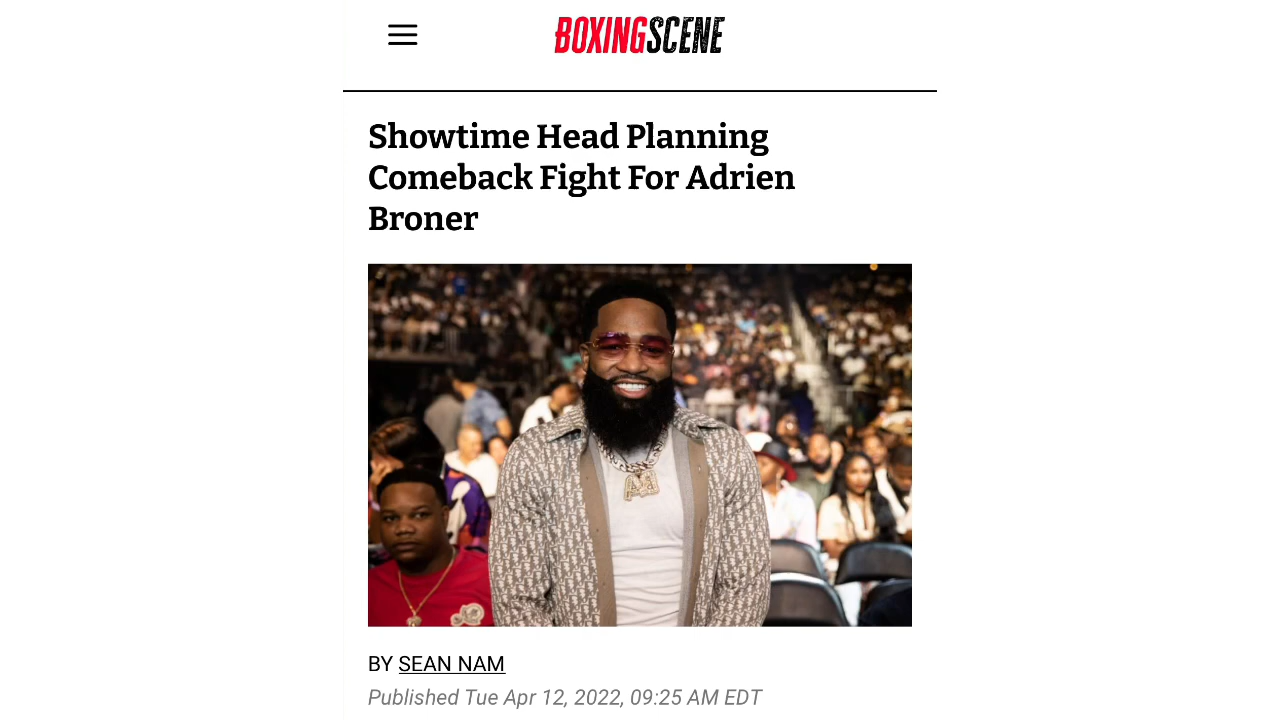 BOXINGSCENE
Showtime Head Planning
Comeback Fight For Adrien
Broner
BY SEAN NAM
Published Tue Apr 12, 2022, 09:25 AM EDT